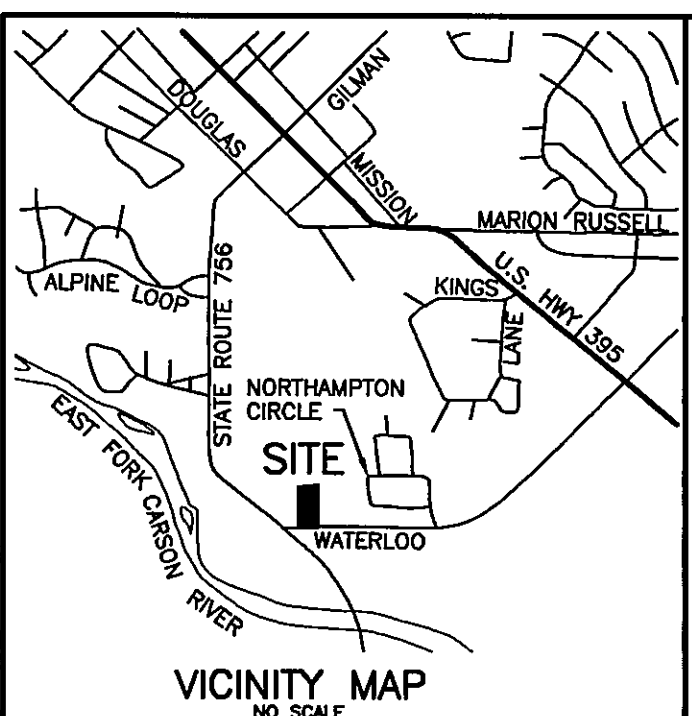 DOUGLAS
GILMAN
MISSION
MARION RUSSELL
ALPINE LOOP
STATE ROUTE 756
KINGS
LANE
U.S. HWY 395
NORTHAMPTON
CIRCLE
SITE
WATERLOO
EAST FORK CARSON
RIVER
VICINITY MAP
NO SCALE